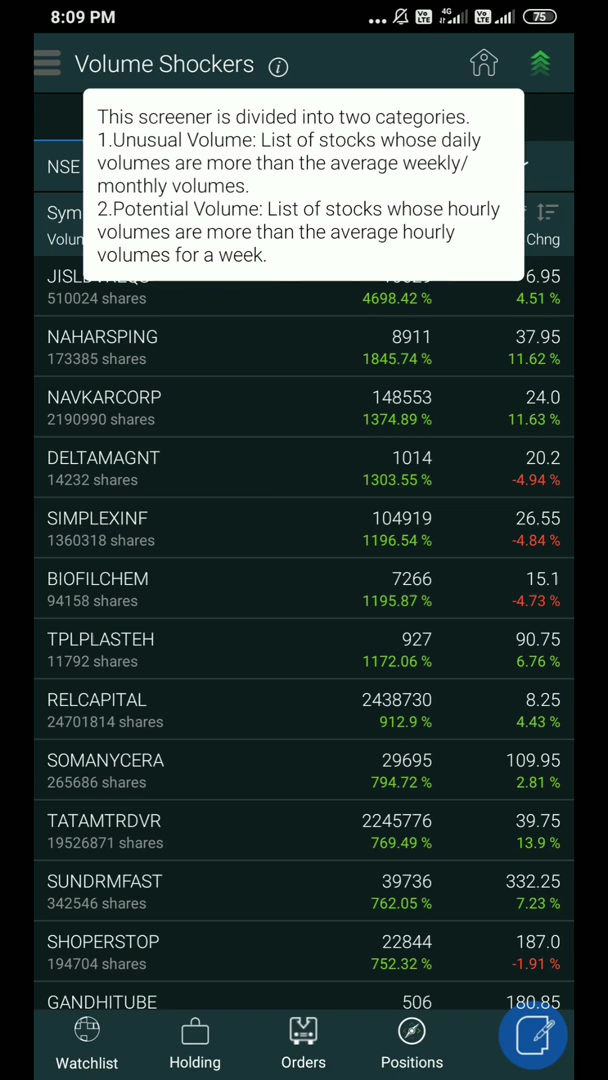 8:09 PM
4G
Vo LTE
Vo LTE
75
Volume Shockers
This screener is divided into two categories.
1.Unusual Volume: List of stocks whose daily
volumes are more than the average weekly/
monthly volumes.
2.Potential Volume: List of stocks whose hourly
volumes are more than the average hourly
volumes for a week.
NSE
Sym
Volum
Chng
6.95
510024 shares 4698.42 % 4.51 %
NAHARSPING 8911 37.95
173385 shares 1845.74 % 11.62 %
NAVKARCORP 148553 24.0
2190990 shares 1374.89 % 11.63 %
DELTAMAGNT 1014 20.2
14232 shares 1303.55 % -4.94 %
SIMPLEXINF 104919 26.55
1360318 shares 1196.54 % -4.84 %
BIOFILCHEM 7266 15.1
94158 shares 1195.87 % -4.73 %
TPLPLASTEH 927 90.75
11792 shares 1172.06 % 6.76 %
RELCAPITAL 2438730 8.25
24701814 shares 912.9 % 4.43 %
SOMANYCERA 29695 109.95
265686 shares 794.72 % 2.81 %
TATAMTRDVR 2245776 39.75
19526871 shares 769.49 % 13.9 %
SUNDRMFAST 39736 332.25
342546 shares 762.05 % 7.23 %
SHOPERSTOP 22844 187.0
194704 shares 752.32 % -1.91 %
GANDHITUBE 506 180.85
Watchlist Holding Orders Positions